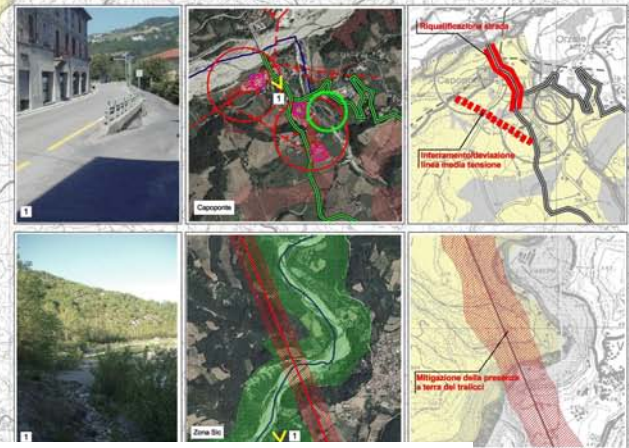 1
Capoponte
1
Riqualificazione strada
Capoponte
Interramento/deviazione
linea media tensione
1
Zona Sic
1
Mitigazione della presenza
a terra dei tralicci